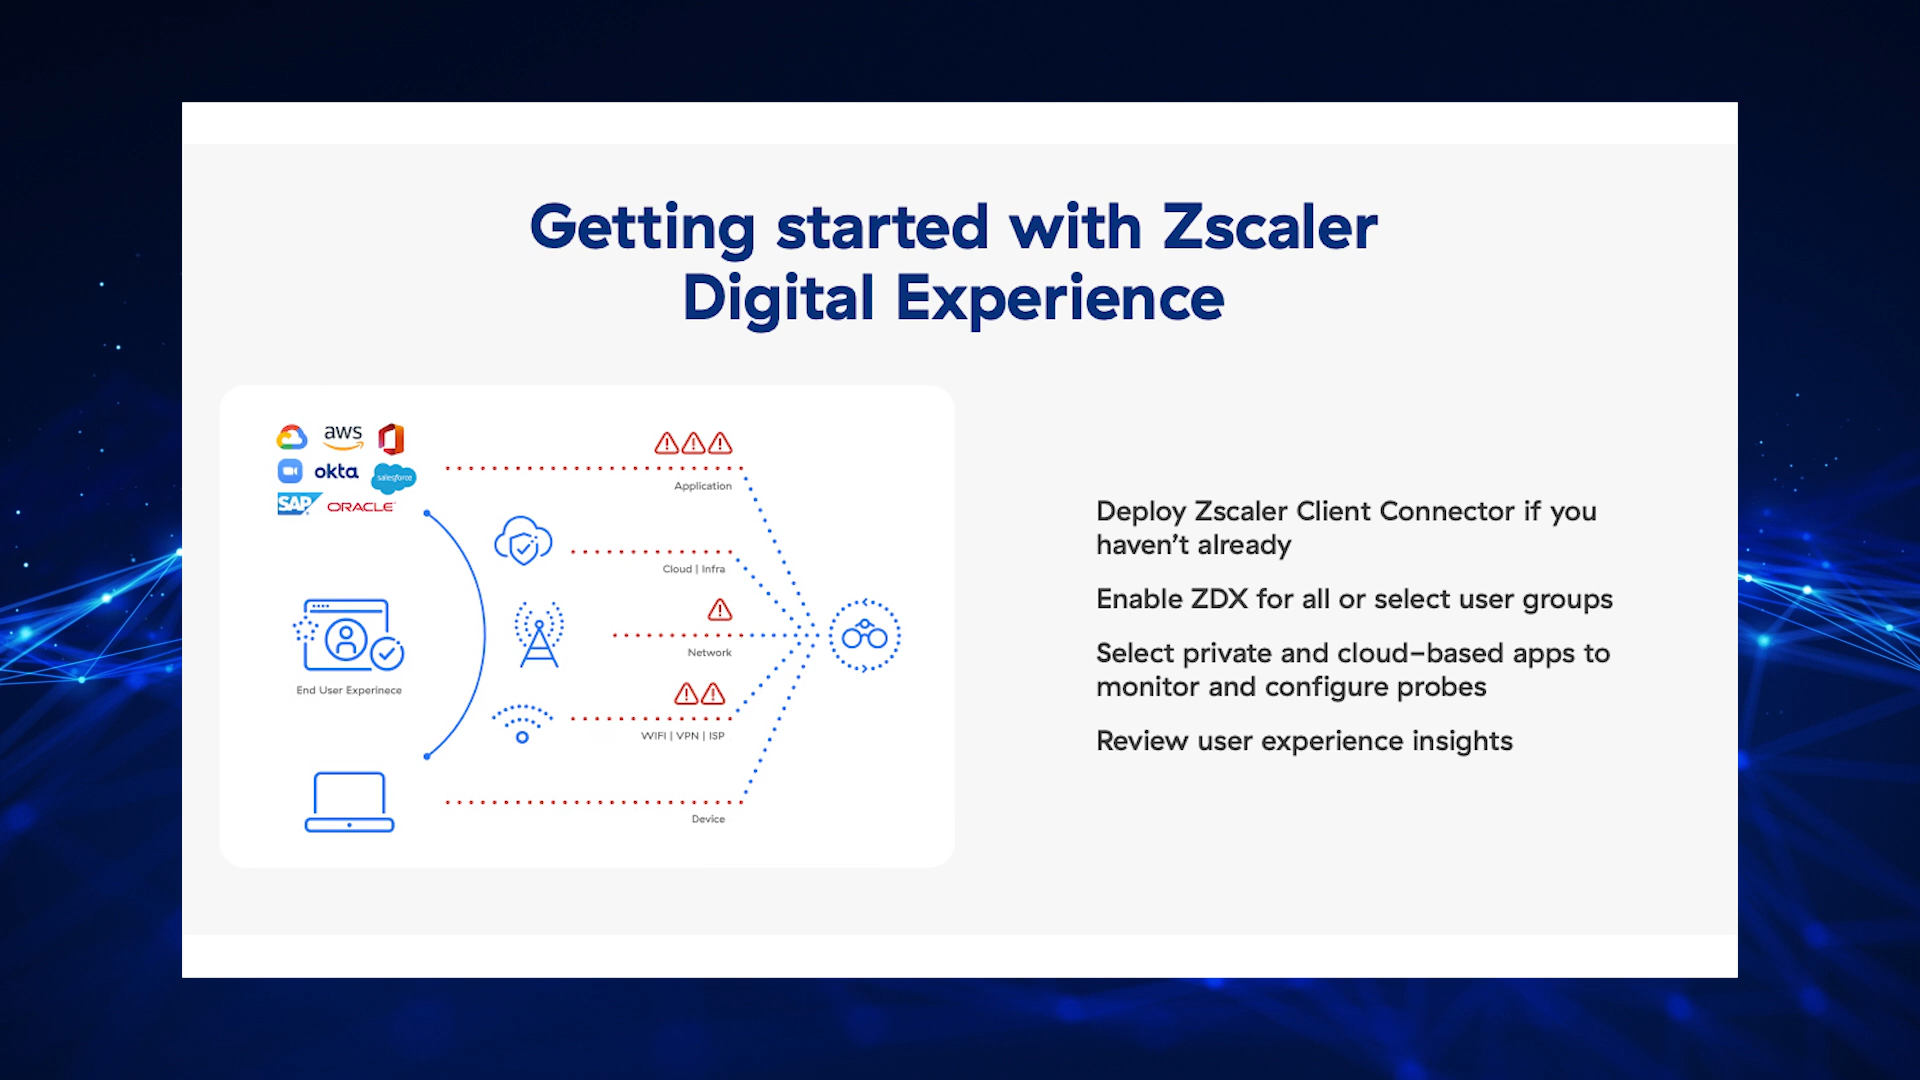 Getting started with Zscaler
Digital Experience
aws
okta
salesforce
SAP
ORACLE
Application
Cloud | Infra
Network
End User Experinece
WIFI | VPN | ISP
Device
Deploy Zscaler Client Connector if you
haven't already
Enable ZDX for all or select user groups
Select private and cloud-based apps to
monitor and configure probes
Review user experience insights